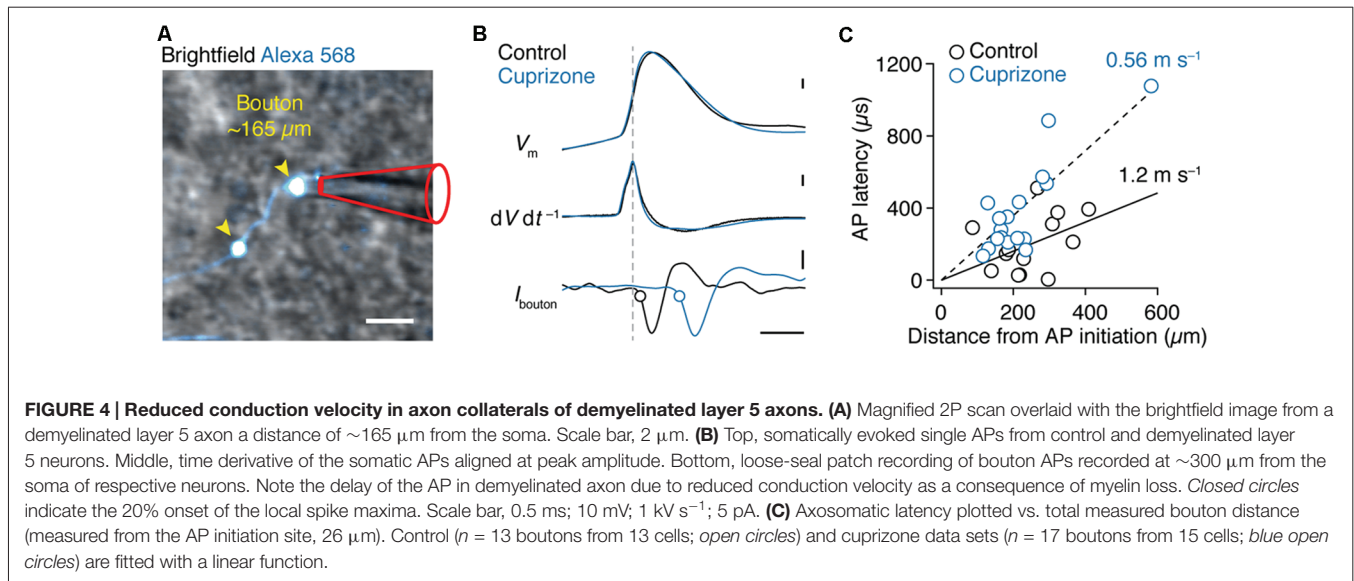 A
Brightfield Alexa 568
Bouton
~165 µm
B
Control
Cuprizone
Vm
dV dt⁻¹
Ibouton
C
Control
Cuprizone
0.56 m s⁻¹
1.2 m s⁻¹
1200
800
400
0
AP latency (µs)
0 200 400 600
Distance from AP initiation (µm)
FIGURE 4 | Reduced conduction velocity in axon collaterals of demyelinated layer 5 axons. (A) Magnified 2P scan overlaid with the brightfield image from a
demyelinated layer 5 axon a distance of ∼165 µm from the soma. Scale bar, 2 µm. (B) Top, somatically evoked single APs from control and demyelinated layer
5 neurons. Middle, time derivative of the somatic APs aligned at peak amplitude. Bottom, loose-seal patch recording of bouton APs recorded at ∼300 µm from the
soma of respective neurons. Note the delay of the AP in demyelinated axon due to reduced conduction velocity as a consequence of myelin loss. Closed circles
indicate the 20% onset of the local spike maxima. Scale bar, 0.5 ms; 10 mV; 1 kV s⁻¹; 5 pA. (C) Axosomatic latency plotted vs. total measured bouton distance
(measured from the AP initiation site, 26 µm). Control (n = 13 boutons from 13 cells; open circles) and cuprizone data sets (n = 17 boutons from 15 cells; blue open
circles) are fitted with a linear function.